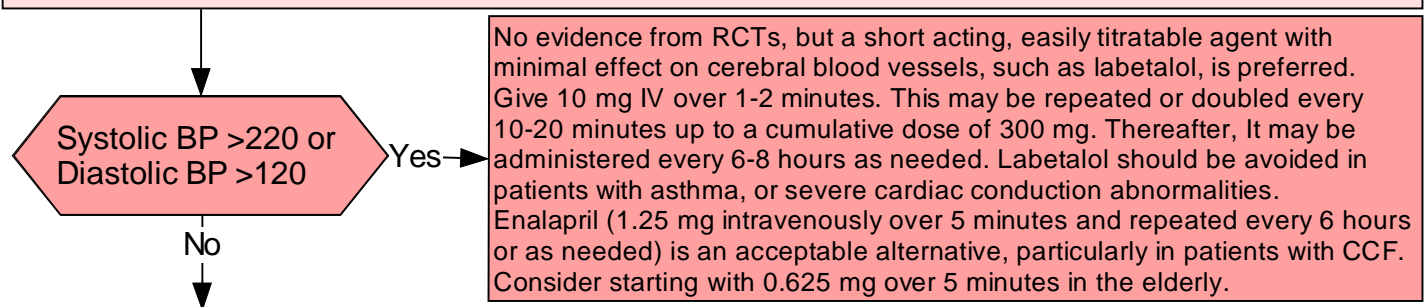 Systolic BP >220 or
Diastolic BP >120
Yes
No evidence from RCTs, but a short acting, easily titratable agent with
minimal effect on cerebral blood vessels, such as labetalol, is preferred.
Give 10 mg IV over 1-2 minutes. This may be repeated or doubled every
10-20 minutes up to a cumulative dose of 300 mg. Thereafter, It may be
administered every 6-8 hours as needed. Labetalol should be avoided in
patients with asthma, or severe cardiac conduction abnormalities.
Enalapril (1.25 mg intravenously over 5 minutes and repeated every 6 hours
or as needed) is an acceptable alternative, particularly in patients with CCF.
Consider starting with 0.625 mg over 5 minutes in the elderly.
No